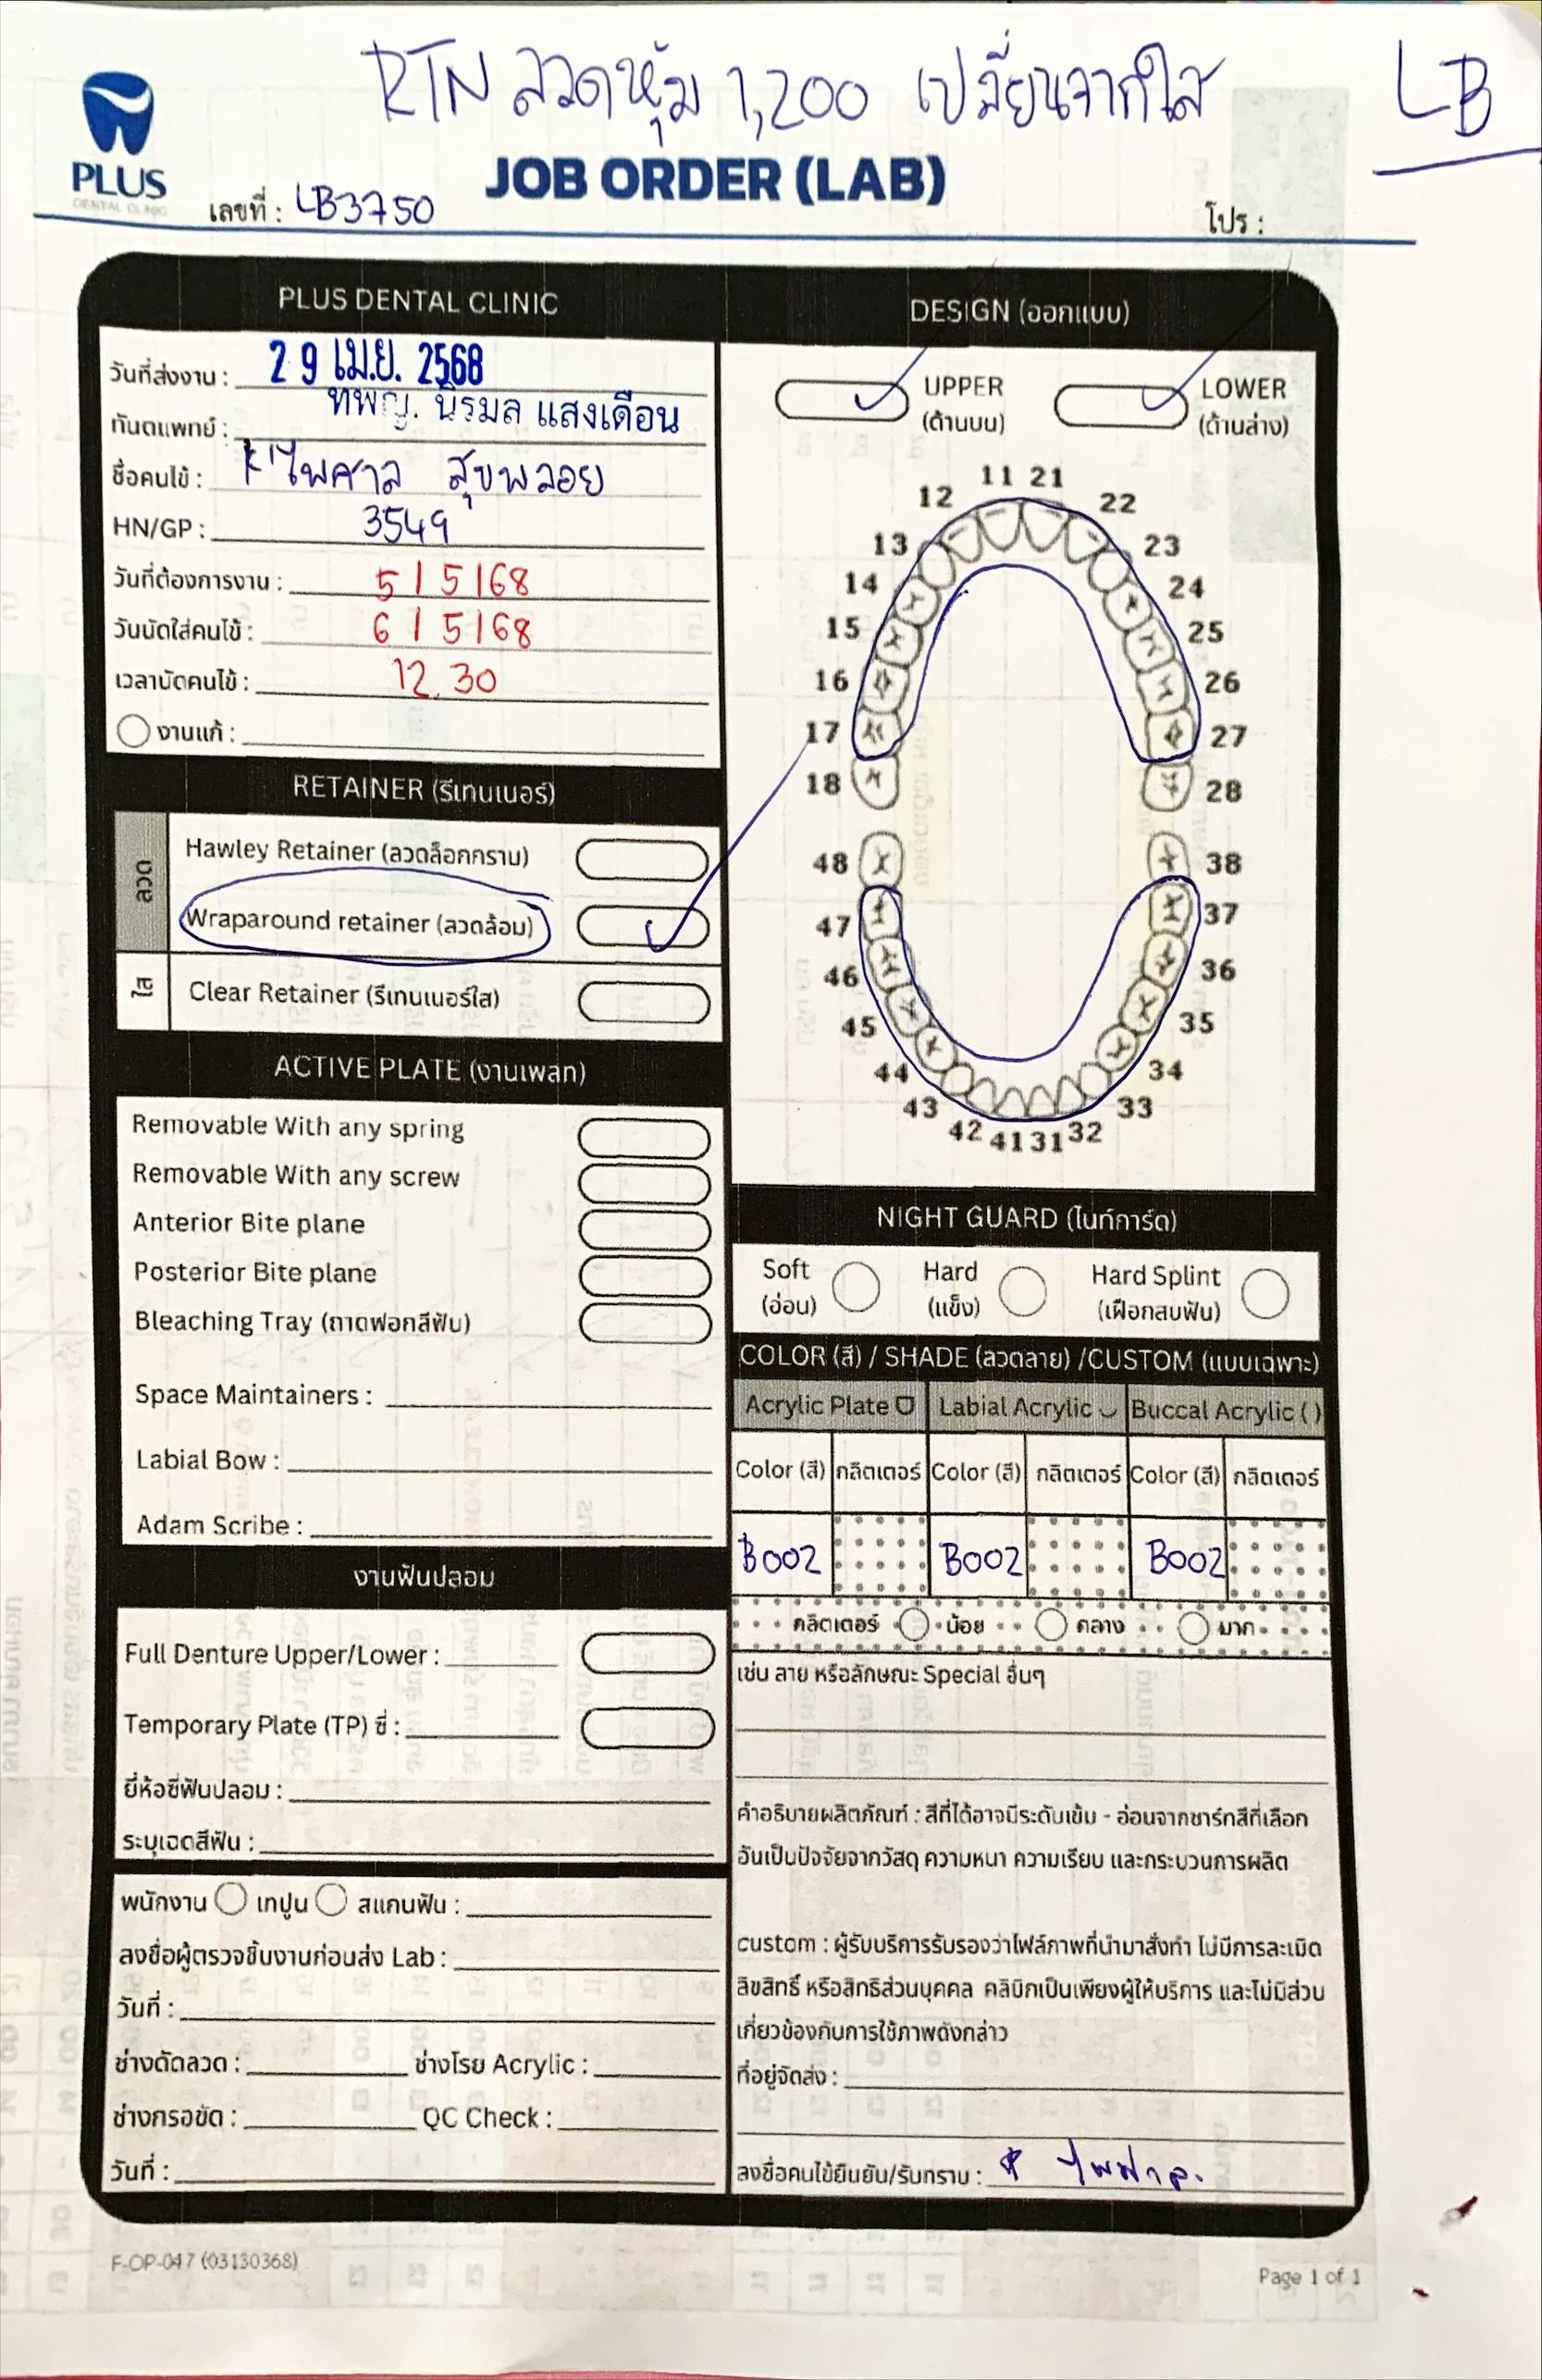 RTN ลวดหุ้ม 1,200 เปลี่ยนจากใส
LB
PLUS
DENTAL CLINIC
เลขที่ : LB3750
JOB ORDER (LAB)
โปร :
PLUS DENTAL CLINIC
วันที่ส่งงาน : 29 เม.ย. 2568
ทันตแพทย์ : ทพญ. นิรมล แสงเดือน
ชื่อคนไข้ : K'ไพศาล สุขพลอย
HN/GP : 3549
วันที่ต้องการงาน : 5/5/68
วันนัดใส่คนไข้ : 6/5/68
เวลานัดคนไข้ : 12.30
งานแก้ :
RETAINER (รีเทนเนอร์)
ลวด
Hawley Retainer (ลวดล็อกกราม)
Wraparound retainer (ลวดล้อม)
ใส
Clear Retainer (รีเทนเนอร์ใส)
ACTIVE PLATE (งานเพลท)
Removable With any spring
Removable With any screw
Anterior Bite plane
Posterior Bite plane
Bleaching Tray (ถาดฟอกสีฟัน)
Space Maintainers :
Labial Bow :
Adam Scribe :
งานฟันปลอม
Full Denture Upper/Lower :
Temporary Plate (TP) ซี่ :
ยี่ห้อซี่ฟันปลอม :
ระบุเฉดสีฟัน :
พนักงาน เทปูน สแกนฟัน :
ลงชื่อผู้ตรวจชิ้นงานก่อนส่ง Lab :
วันที่ :
ช่างดัดลวด : ช่างโรย Acrylic :
ช่างกรอขัด : QC Check :
วันที่ :
DESIGN (ออกแบบ)
UPPER LOWER
(ด้านบน) (ด้านล่าง)
11 21
12 22
13 23
14 24
15 25
16 26
17 27
18 28
48 38
47 37
46 36
45 35
44 34
43 33
42 41 31 32
NIGHT GUARD (ไนท์การ์ด)
Soft Hard Hard Splint
(อ่อน) (แข็ง) (เฝือกสบฟัน)
COLOR (สี) / SHADE (ลวดลาย) /CUSTOM (แบบเฉพาะ)
Acrylic Plate Labial Acrylic Buccal Acrylic ( )
Color (สี) กลิตเตอร์ Color (สี) กลิตเตอร์ Color (สี) กลิตเตอร์
B002 B002 B002
กลิตเตอร์ น้อย กลาง มาก
เช่น ลาย หรือลักษณะ Special อื่นๆ
คำอธิบายผลิตภัณฑ์ : สีที่ได้อาจมีระดับเข้ม - อ่อนจากชาร์ทสีที่เลือก
อันเป็นปัจจัยจากวัสดุ ความหนา ความเรียบ และกระบวนการผลิต
custom : ผู้รับบริการรับรองว่าไฟล์ภาพที่นำมาสั่งทำ ไม่มีการละเมิด
ลิขสิทธิ์ หรือสิทธิส่วนบุคคล คลินิกเป็นเพียงผู้ให้บริการ และไม่มีส่วน
เกี่ยวข้องกับการใช้ภาพดังกล่าว
ที่อยู่จัดส่ง :
ลงชื่อคนไข้ยืนยัน/รับทราบ : ไพศาล
F-OP-047 (03130368)
Page 1 of 1